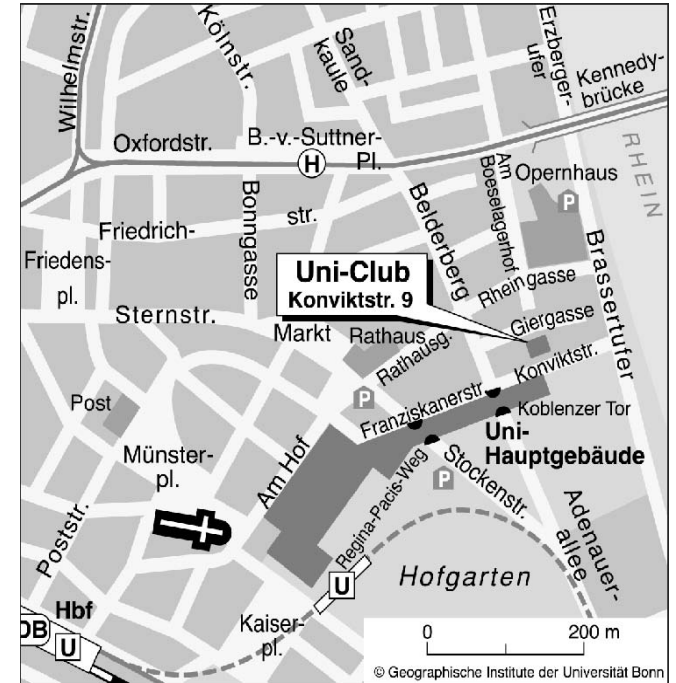 Wilhelmstr.
Kölnstr.
Sand-
kaule
Erzberger-
ufer
Kennedy-
brücke
Oxfordstr.
B.-v.-Suttner-
Pl.
H
RHEIN
Am
Boeselagerhof
Opernhaus
P
Friedrich-
str.
Bonngasse
Belderberg
Friedens-
pl.
Uni-Club
Konviktstr. 9
Rheingasse
Brassertufer
Sternstr.
Markt
Rathaus
Rathausg.
Giergasse
Konviktstr.
Post
P
Franziskanerstr.
Koblenzer Tor
Uni-
Hauptgebäude
Münster-
pl.
Am Hof
Regina-Pacis-Weg
Stockenstr.
P
Poststr.
Adenauer-
allee
Hofgarten
U
Hbf
DB
U
Kaiser-
pl.
0 200 m
© Geographische Institute der Universität Bonn